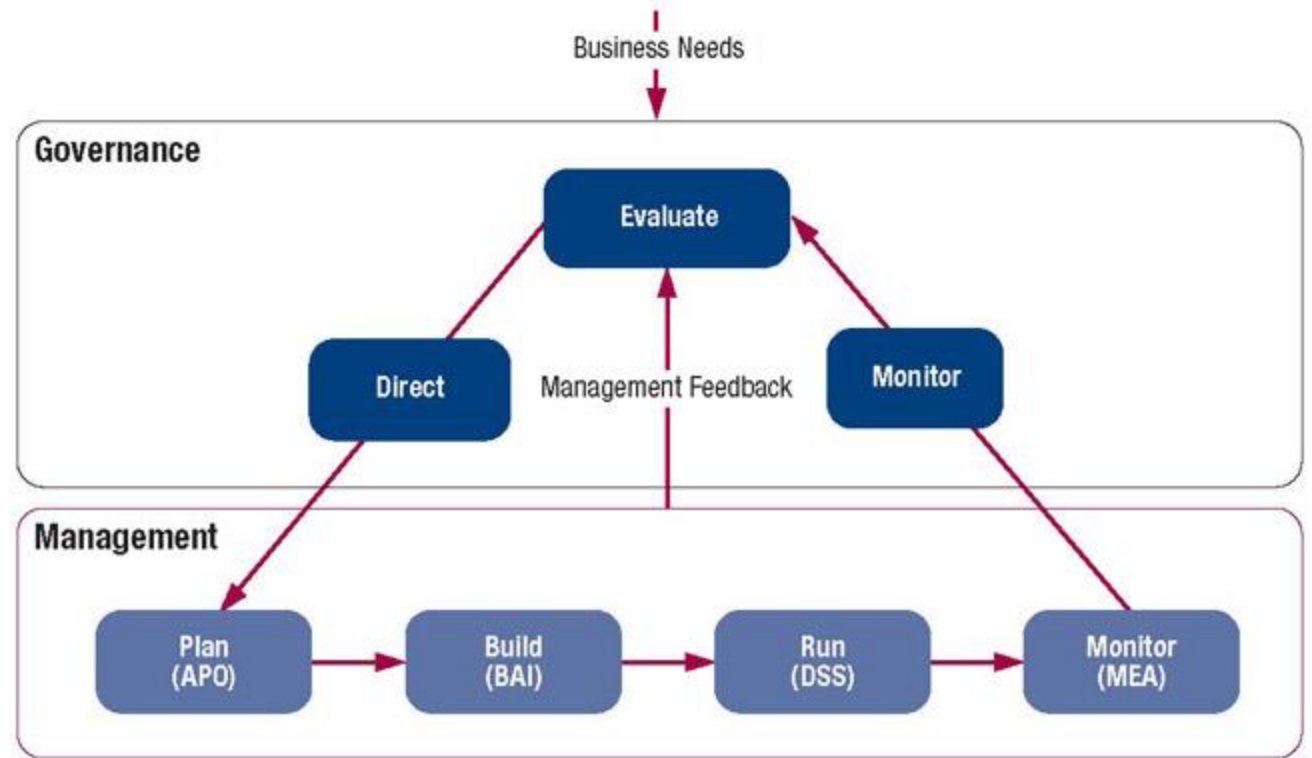 Business Needs
Governance
Evaluate
Direct
Management Feedback
Monitor
Management
Plan
(APO)
Build
(BAI)
Run
(DSS)
Monitor
(MEA)